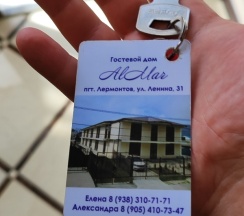 Гостевой дом
AlMar
пгт. Лермонтов, ул. Ленина, 31
Елена 8 (938) 310-71-71
Александра 8 (905) 410-73-47